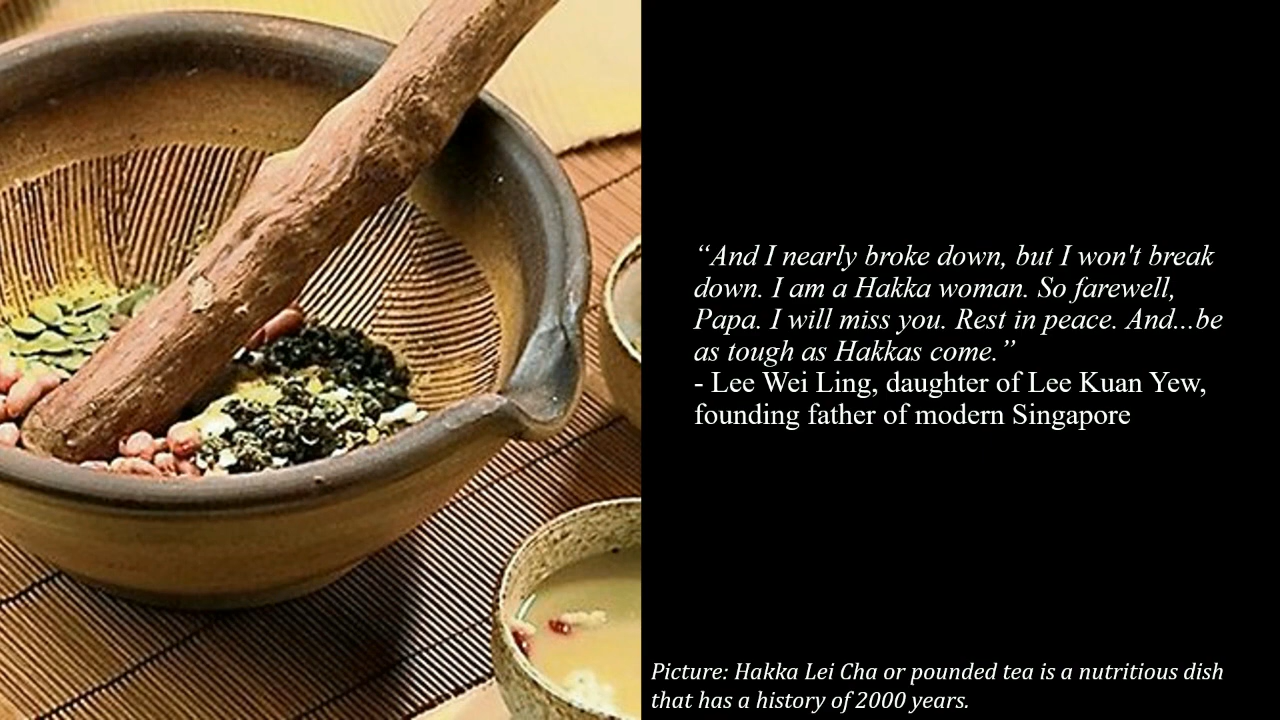 “And I nearly broke down, but I won't break
down. I am a Hakka woman. So farewell,
Papa. I will miss you. Rest in peace. And...be
as tough as Hakkas come.”
- Lee Wei Ling, daughter of Lee Kuan Yew,
founding father of modern Singapore
Picture: Hakka Lei Cha or pounded tea is a nutritious dish
that has a history of 2000 years.